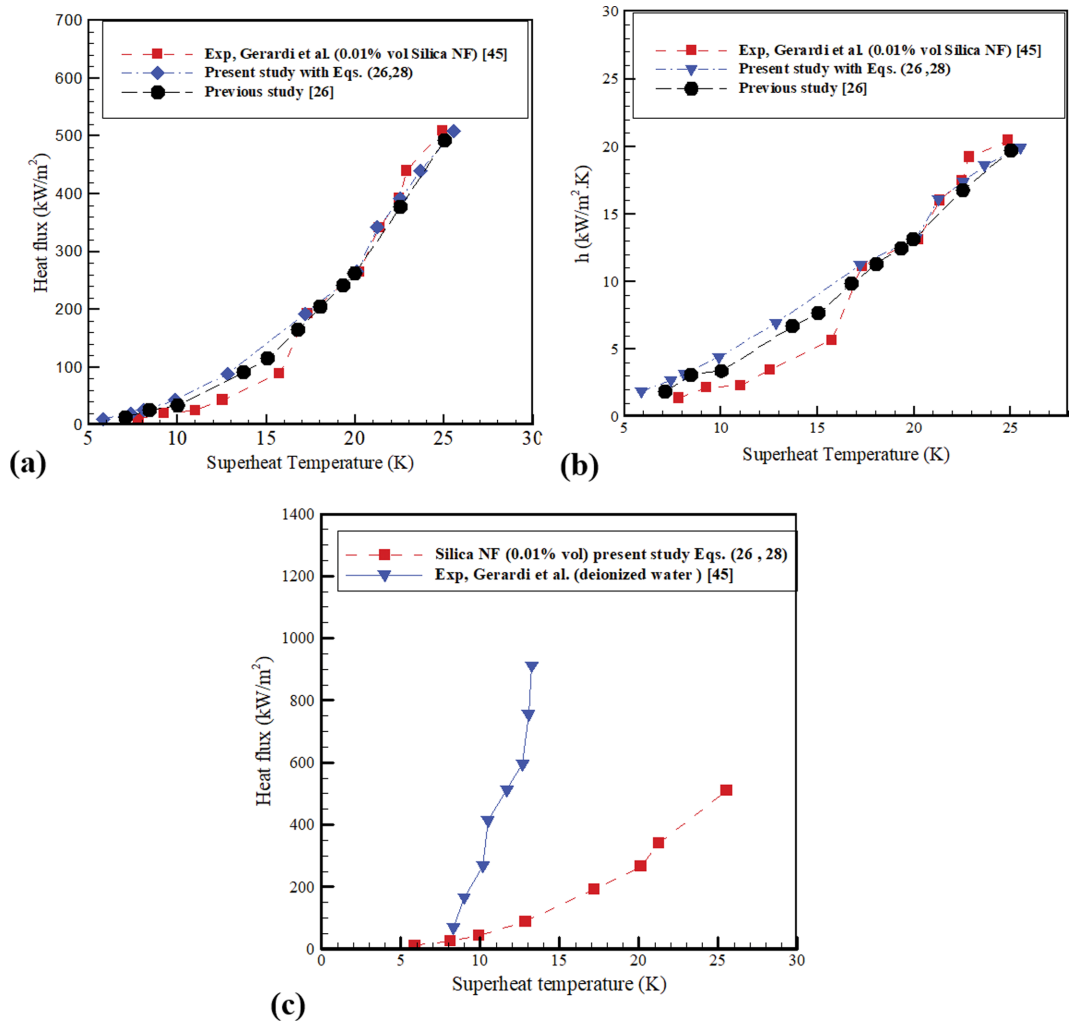 700
600
500
400
300
200
100
0
Heat flux (kW/m²)
Exp, Gerardi et al. (0.01% vol Silica NF) [45]
Present study with Eqs. (26,28)
Previous study [26]
5 10 15 20 25 30
Superheat Temperature (K)
(a)
30
25
20
15
10
5
0
h (kW/m².K)
Exp, Gerardi et al. (0.01% vol Silica NF) [45]
Present study with Eqs. (26 ,28)
Previous study [26]
5 10 15 20 25
Superheat Temperature (K)
(b)
1400
1200
1000
800
600
400
200
0
Heat flux (kW/m²)
Silica NF (0.01% vol) present study Eqs. (26 , 28)
Exp, Gerardi et al. (deionized water ) [45]
0 5 10 15 20 25 30
Superheat temperature (K)
(c)